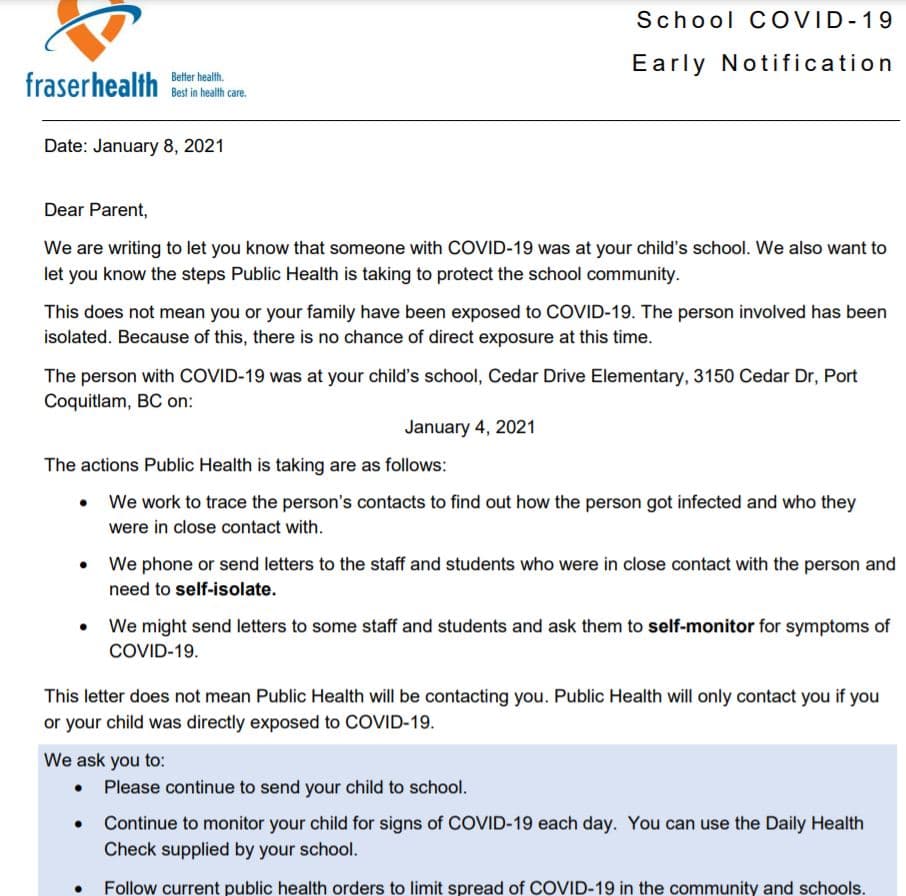 School COVID-19
Early Notification
fraserhealth
Better health.
Best in health care.
Date: January 8, 2021
Dear Parent,
We are writing to let you know that someone with COVID-19 was at your child's school. We also want to
let you know the steps Public Health is taking to protect the school community.
This does not mean you or your family have been exposed to COVID-19. The person involved has been
isolated. Because of this, there is no chance of direct exposure at this time.
The person with COVID-19 was at your child's school, Cedar Drive Elementary, 3150 Cedar Dr, Port
Coquitlam, BC on:
January 4, 2021
The actions Public Health is taking are as follows:
• We work to trace the person's contacts to find out how the person got infected and who they
were in close contact with.
• We phone or send letters to the staff and students who were in close contact with the person and
need to self-isolate.
• We might send letters to some staff and students and ask them to self-monitor for symptoms of
COVID-19.
This letter does not mean Public Health will be contacting you. Public Health will only contact you if you
or your child was directly exposed to COVID-19.
We ask you to:
• Please continue to send your child to school.
• Continue to monitor your child for signs of COVID-19 each day. You can use the Daily Health
Check supplied by your school.
• Follow current public health orders to limit spread of COVID-19 in the community and schools.